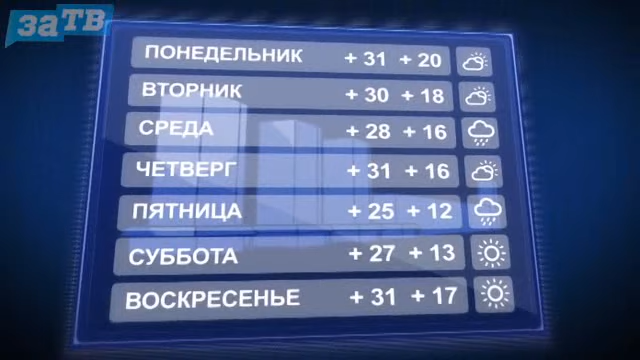 заТВ
ПОНЕДЕЛЬНИК + 31 + 20
ВТОРНИК + 30 + 18
СРЕДА + 28 + 16
ЧЕТВЕРГ + 31 + 16
ПЯТНИЦА + 25 + 12
СУББОТА + 27 + 13
ВОСКРЕСЕНЬЕ + 31 + 17